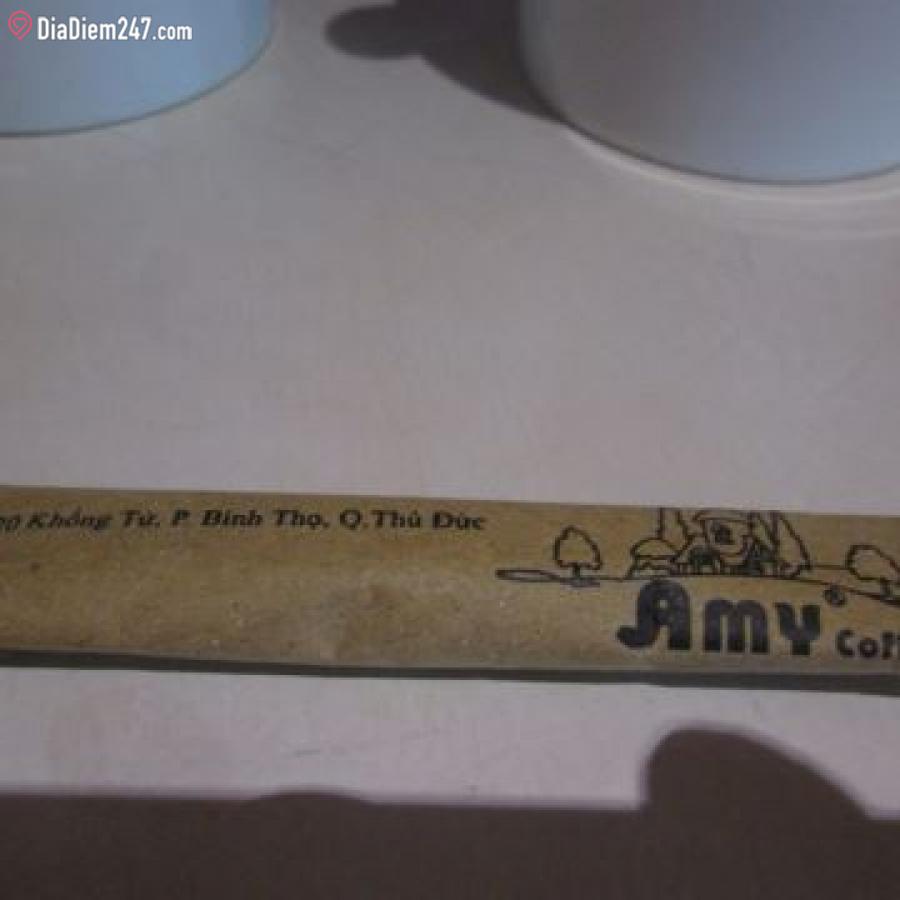 DiaDiem247.com
Khổng Tử, P. Bình Thọ, Q.Thủ Đức
Amy®